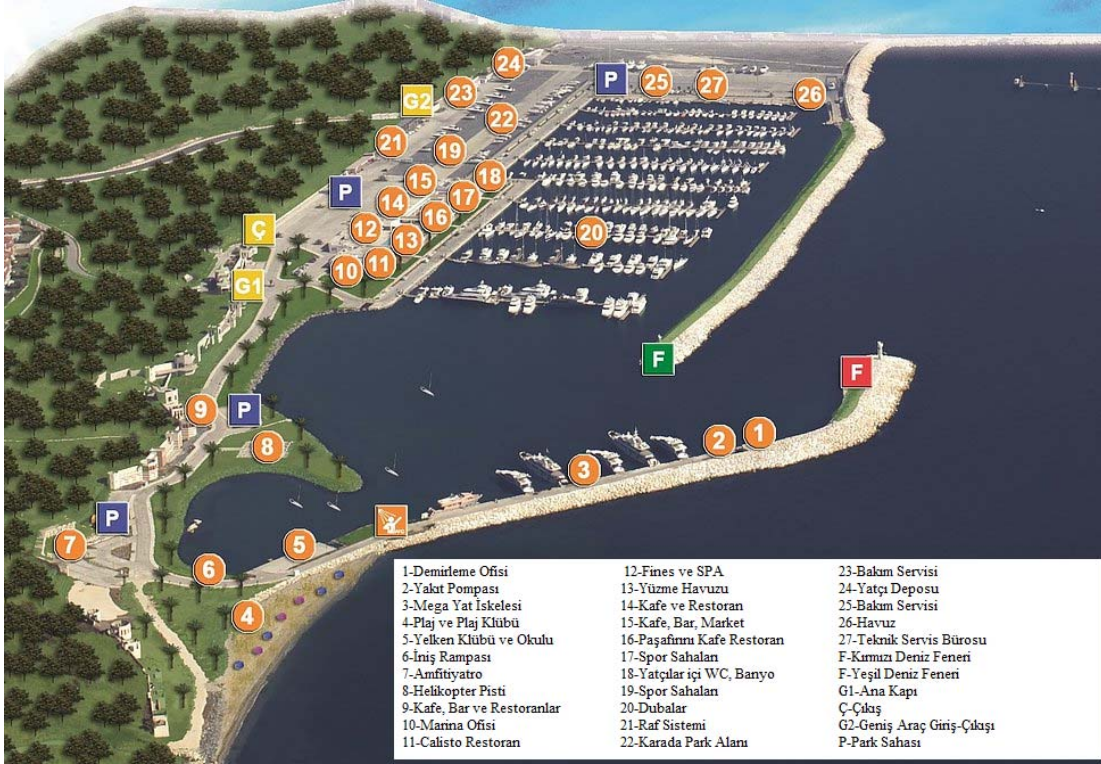 24
P
25
27
26
23
G2
22
21
19
18
15
P
17
14
16
20
12
Ç
13
11
10
G1
F
F
9
P
1
2
8
3
P
7
5
6
4
1-Demirleme Ofisi
2-Yakıt Pompası
3-Mega Yat İskelesi
4-Plaj ve Plaj Klübü
5-Yelken Klübü ve Okulu
6-İniş Rampası
7-Amfitiyatro
8-Helikopter Pisti
9-Kafe, Bar ve Restoranlar
10-Marina Ofisi
11-Calisto Restoran
12-Fines ve SPA
13-Yüzme Havuzu
14-Kafe ve Restoran
15-Kafe, Bar, Market
16-Paşafırını Kafe Restoran
17-Spor Sahaları
18-Yatçılar içi WC, Banyo
19-Spor Sahaları
20-Dubalar
21-Raf Sistemi
22-Karada Park Alanı
23-Bakım Servisi
24-Yatçı Deposu
25-Bakım Servisi
26-Havuz
27-Teknik Servis Bürosu
F-Kırmızı Deniz Feneri
F-Yeşil Deniz Feneri
G1-Ana Kapı
Ç-Çıkış
G2-Geniş Araç Giriş-Çıkışı
P-Park Sahası